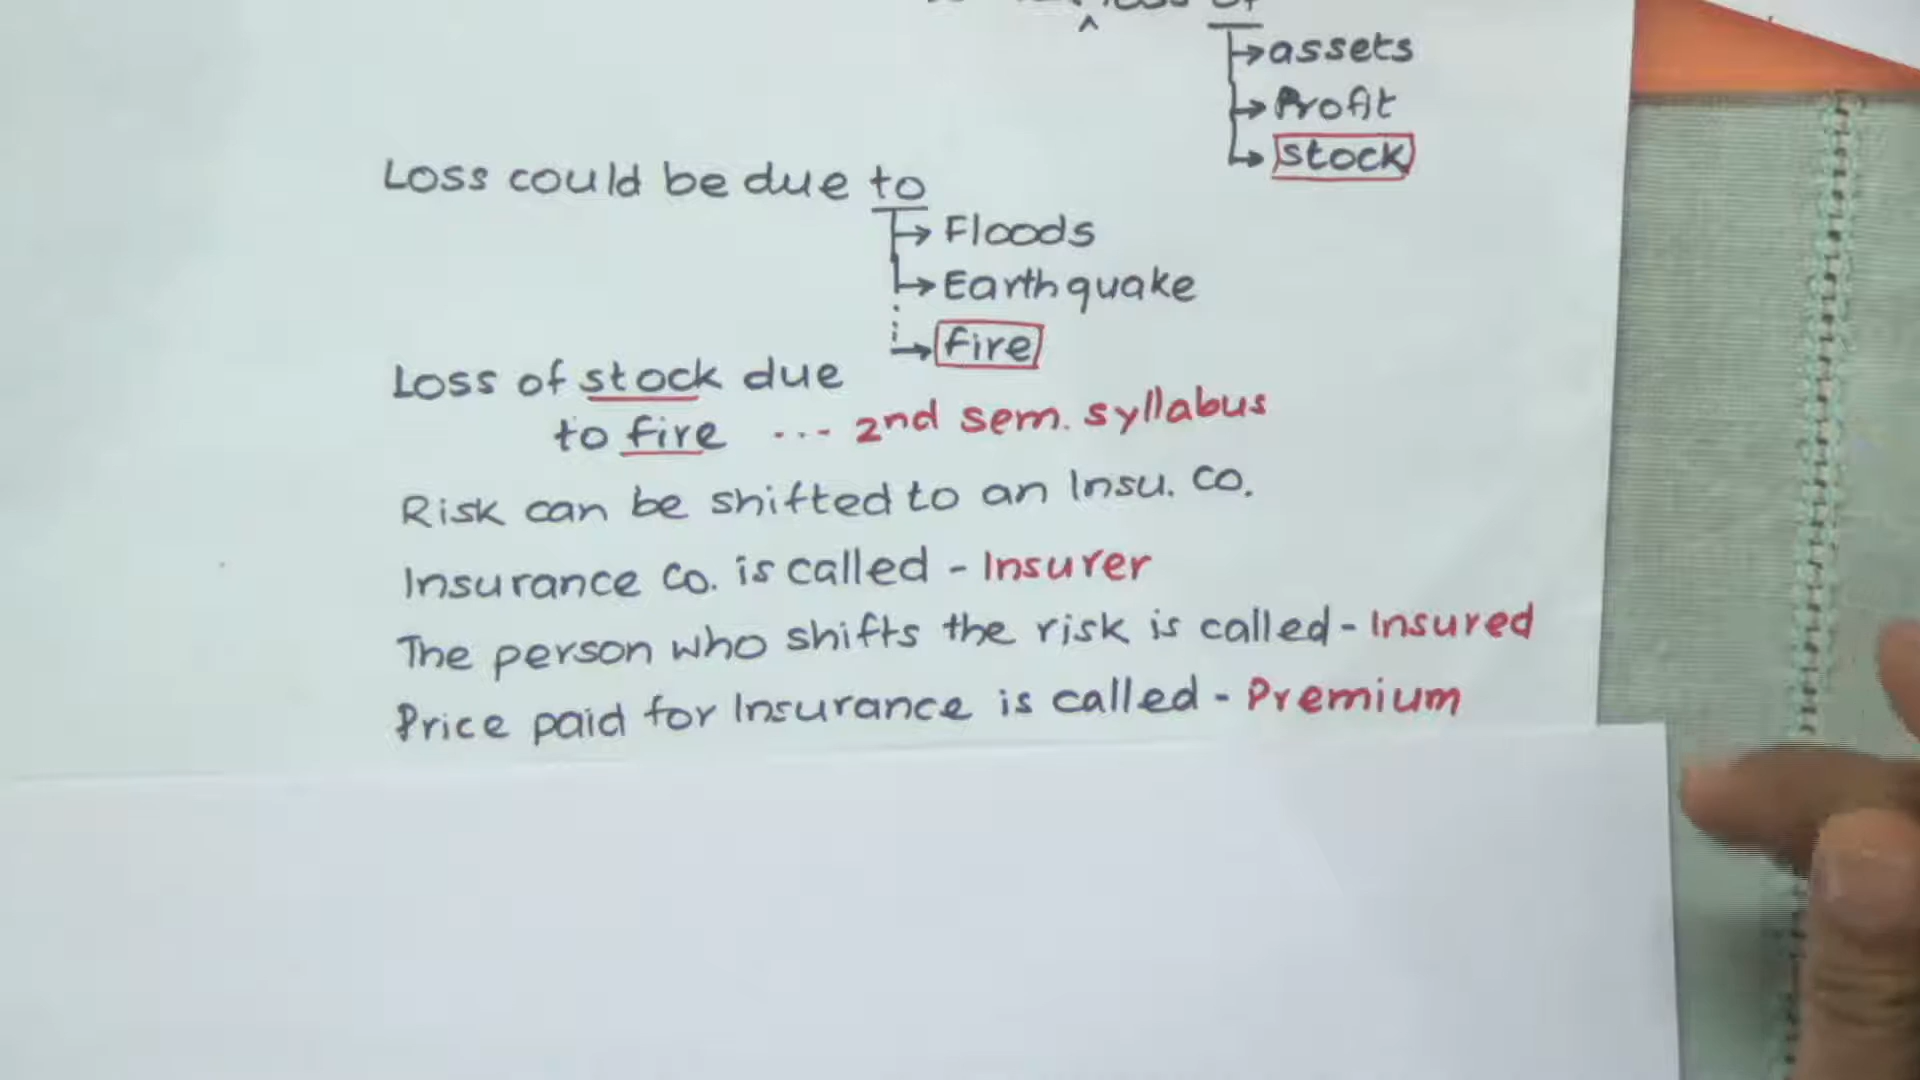 → assets
→ Profit
→ stock
Loss could be due to
→ Floods
→ Earthquake
→ fire
Loss of stock due
to fire ... 2nd sem. syllabus
Risk can be shifted to an Insu. Co.
Insurance Co. is called - Insurer
The person who shifts the risk is called - Insured
Price paid for Insurance is called - Premium